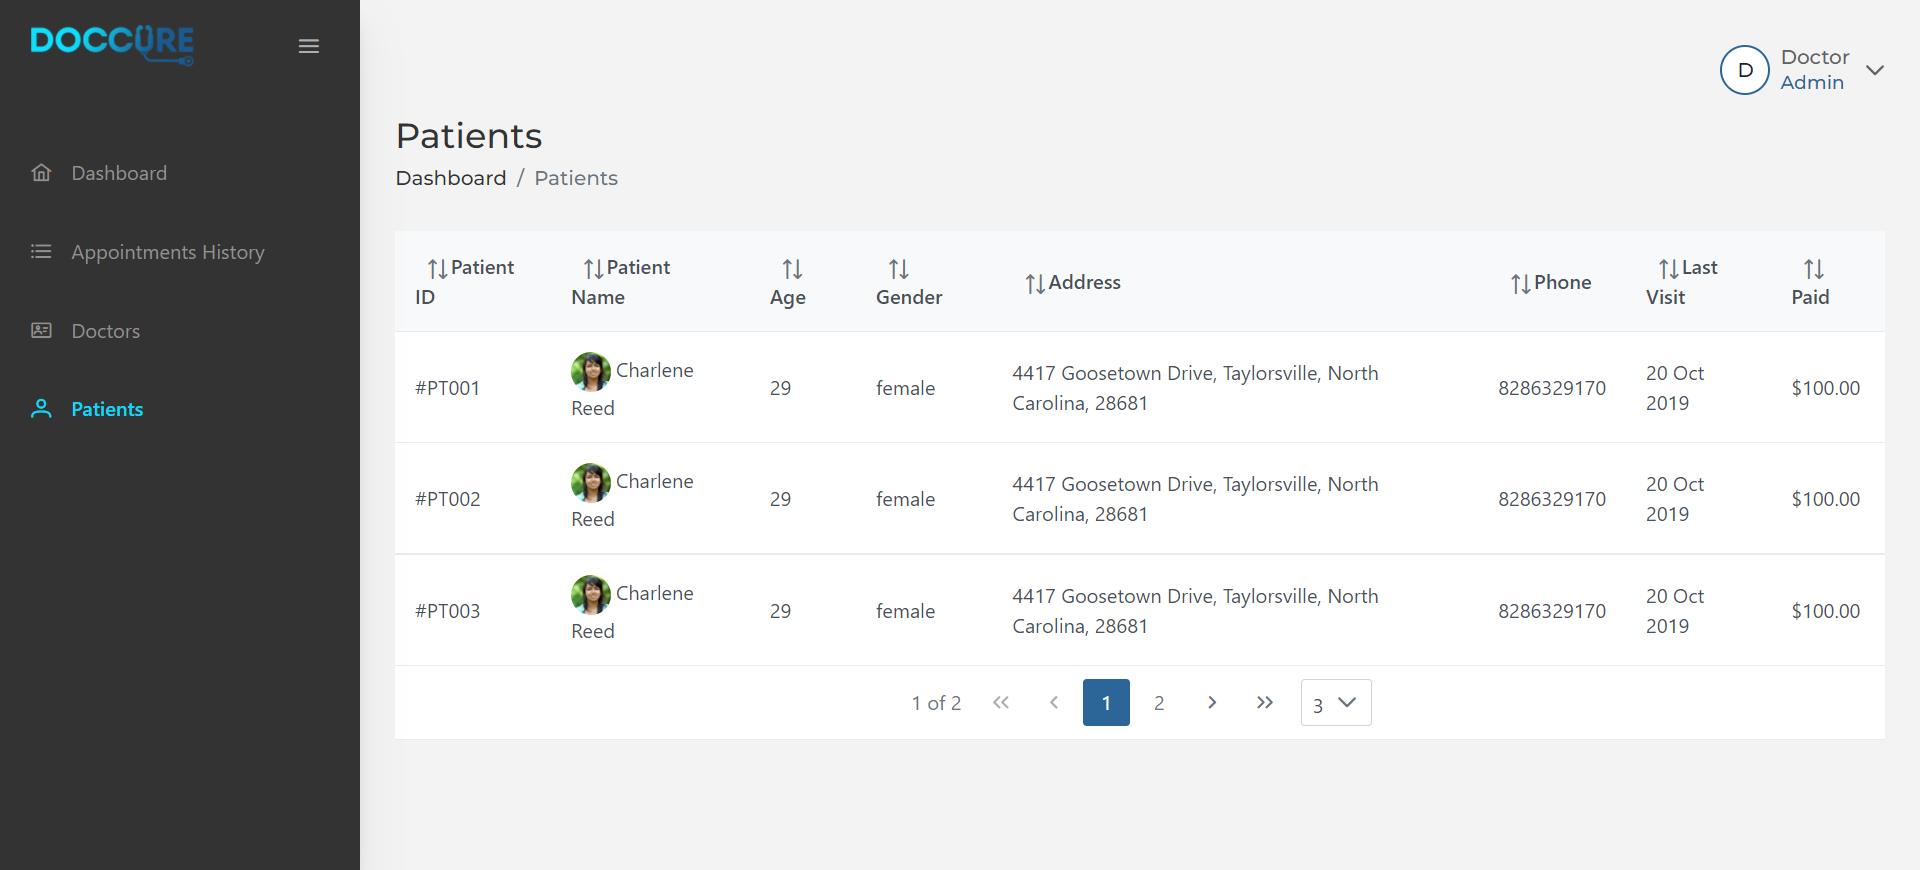 DOCCURE
Dashboard
Appointments History
Doctors
Patients
D
Doctor
Admin
Patients
Dashboard / Patients
Patient ID
Patient Name
Age
Gender
Address
Phone
Last Visit
Paid
#PT001
Charlene
Reed
29
female
4417 Goosetown Drive, Taylorsville, North
Carolina, 28681
8286329170
20 Oct
2019
$100.00
#PT002
Charlene
Reed
29
female
4417 Goosetown Drive, Taylorsville, North
Carolina, 28681
8286329170
20 Oct
2019
$100.00
#PT003
Charlene
Reed
29
female
4417 Goosetown Drive, Taylorsville, North
Carolina, 28681
8286329170
20 Oct
2019
$100.00
1 of 2 1 2 3